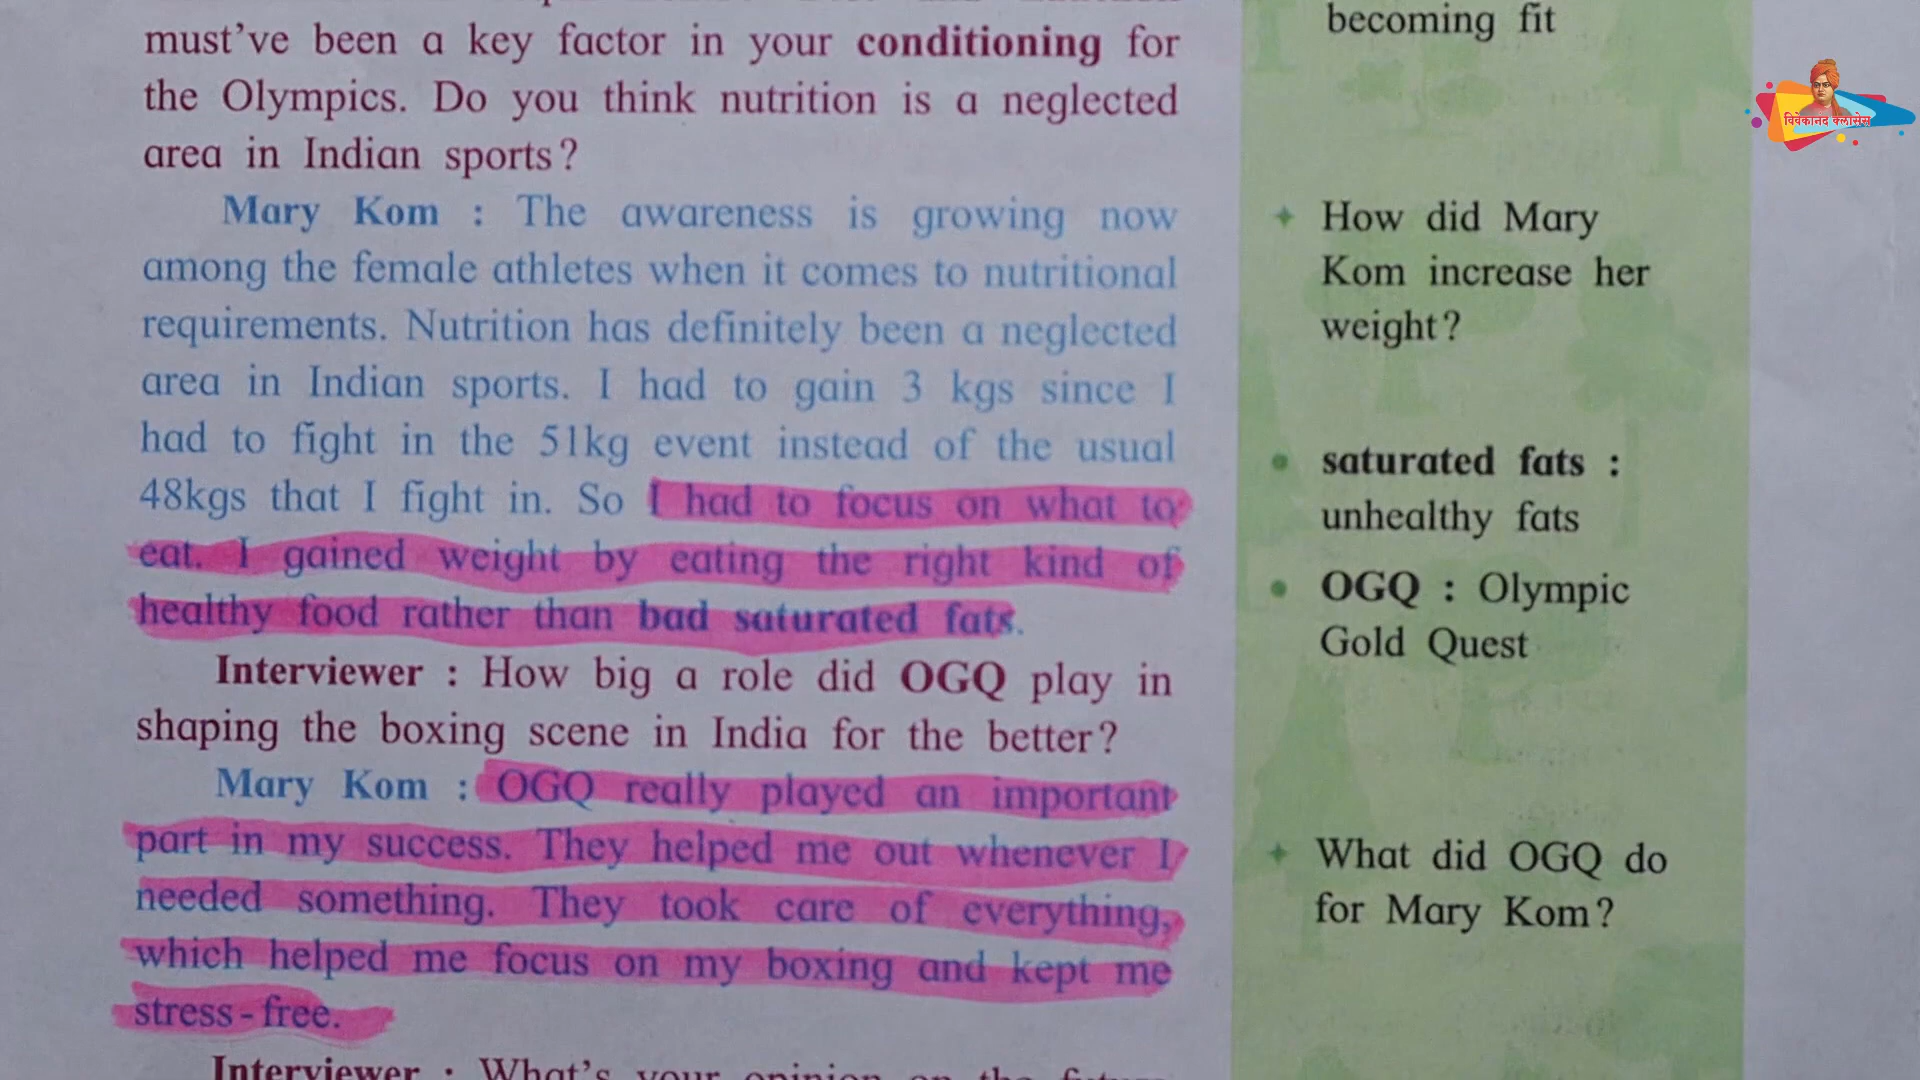 must've been a key factor in your conditioning for
the Olympics. Do you think nutrition is a neglected
area in Indian sports?
Mary Kom : The awareness is growing now
among the female athletes when it comes to nutritional
requirements. Nutrition has definitely been a neglected
area in Indian sports. I had to gain 3 kgs since I
had to fight in the 51kg event instead of the usual
48kgs that I fight in. So I had to focus on what to
eat. I gained weight by eating the right kind of
healthy food rather than bad saturated fats.
Interviewer : How big a role did OGQ play in
shaping the boxing scene in India for the better?
Mary Kom : OGQ really played an important
part in my success. They helped me out whenever I
needed something. They took care of everything,
which helped me focus on my boxing and kept me
stress-free.
Interviewer : What's your opinion on the future
becoming fit
How did Mary
Kom increase her
weight?
saturated fats :
unhealthy fats
OGQ : Olympic
Gold Quest
What did OGQ do
for Mary Kom?
विवेकानंद क्लासेस